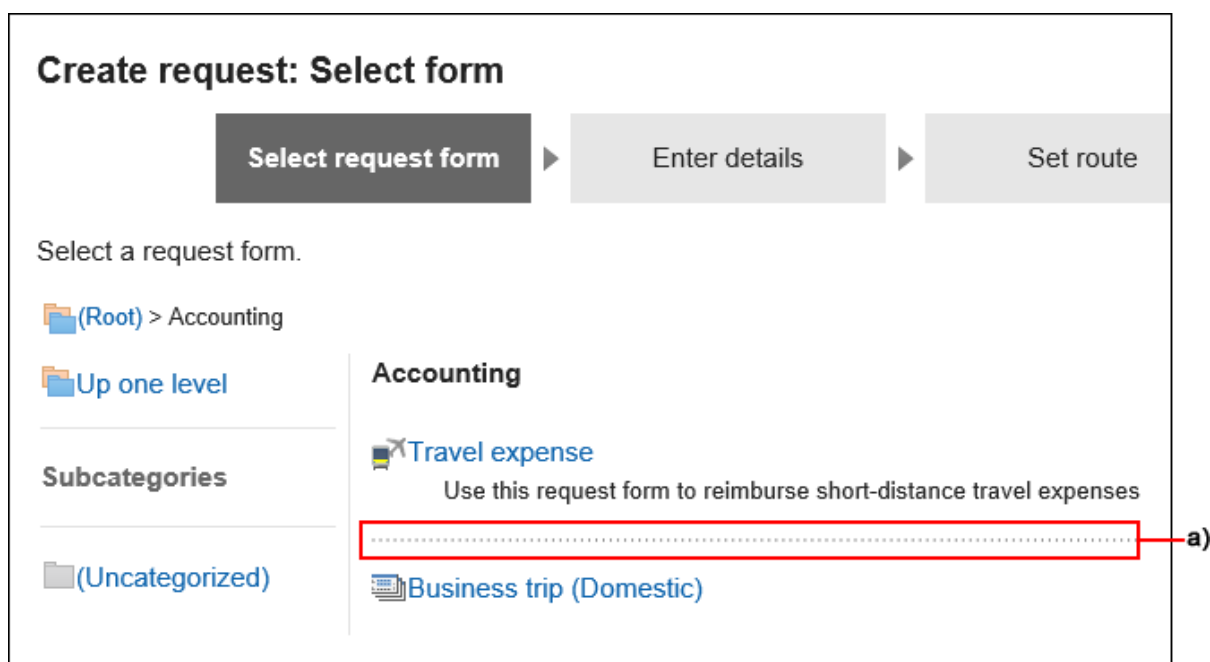 Create request: Select form
Select request form
Enter details
Set route
Select a request form.
(Root) > Accounting
Up one level
Subcategories
(Uncategorized)
Accounting
Travel expense
Use this request form to reimburse short-distance travel expenses
a)
Business trip (Domestic)